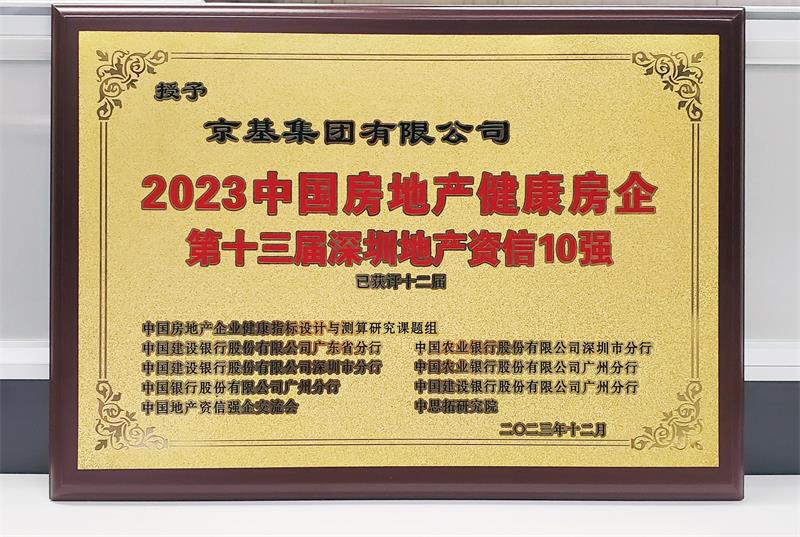 授予
京基集团有限公司
2023中国房地产健康房企
第十三届深圳地产资信10强
已获评十二届
中国房地产企业健康指标设计与测算研究课题组
中国建设银行股份有限公司广东省分行 中国农业银行股份有限公司深圳市分行
中国建设银行股份有限公司深圳市分行 中国农业银行股份有限公司广州分行
中国银行股份有限公司广州分行 中国建设银行股份有限公司广州分行
中国地产资信强企交流会 中思拓研究院
二〇二三年十二月